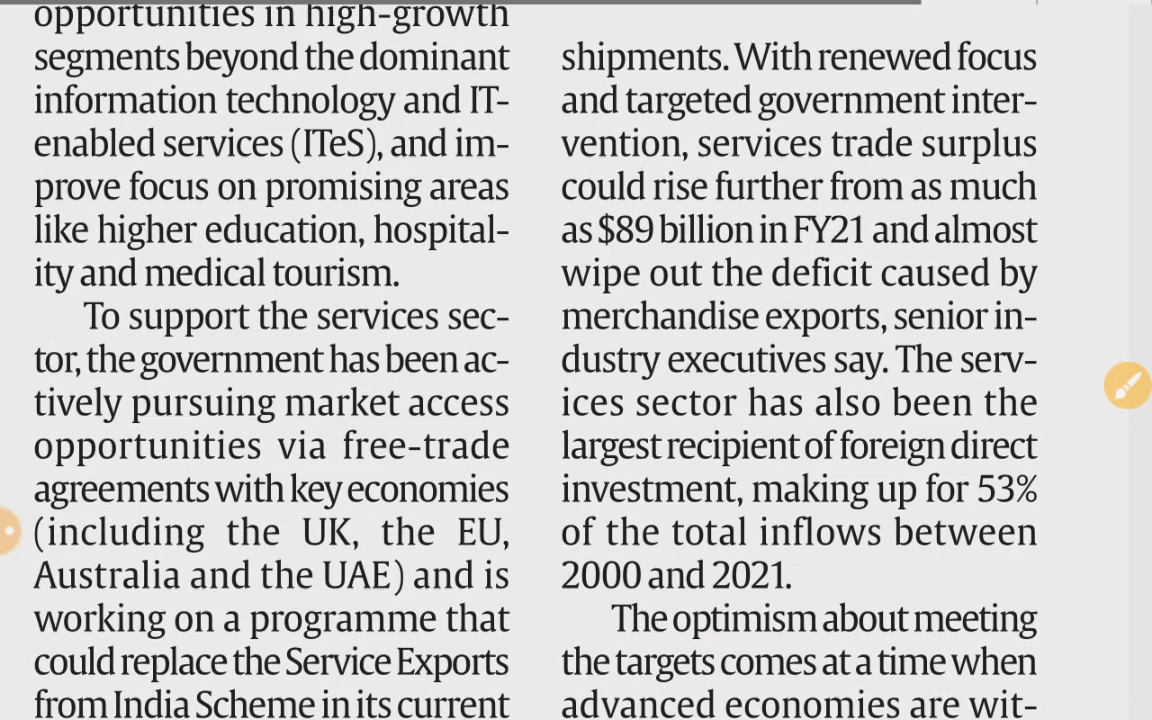 opportunities in high-growth
segments beyond the dominant
information technology and IT-
enabled services (ITeS), and im-
prove focus on promising areas
like higher education, hospital-
ity and medical tourism.
To support the services sec-
tor, the government has been ac-
tively pursuing market access
opportunities via free-trade
agreements with key economies
(including the UK, the EU,
Australia and the UAE) and is
working on a programme that
could replace the Service Exports
from India Scheme in its current
shipments. With renewed focus
and targeted government inter-
vention, services trade surplus
could rise further from as much
as $89 billion in FY21 and almost
wipe out the deficit caused by
merchandise exports, senior in-
dustry executives say. The serv-
ices sector has also been the
largest recipient of foreign direct
investment, making up for 53%
of the total inflows between
2000 and 2021.
The optimism about meeting
the targets comes at a time when
advanced economies are wit-